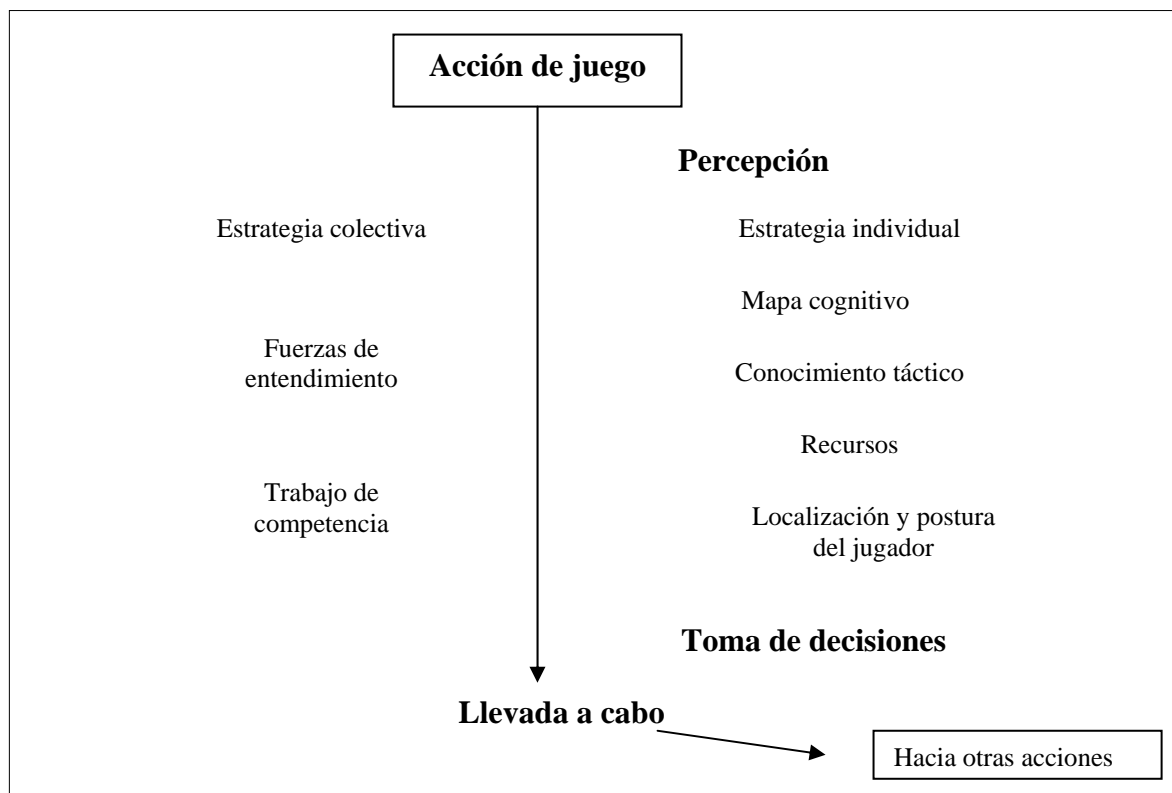 Acción de juego
Percepción
Estrategia colectiva
Estrategia individual
Mapa cognitivo
Fuerzas de
entendimiento
Conocimiento táctico
Recursos
Trabajo de
competencia
Localización y postura
del jugador
Toma de decisiones
Llevada a cabo
Hacia otras acciones